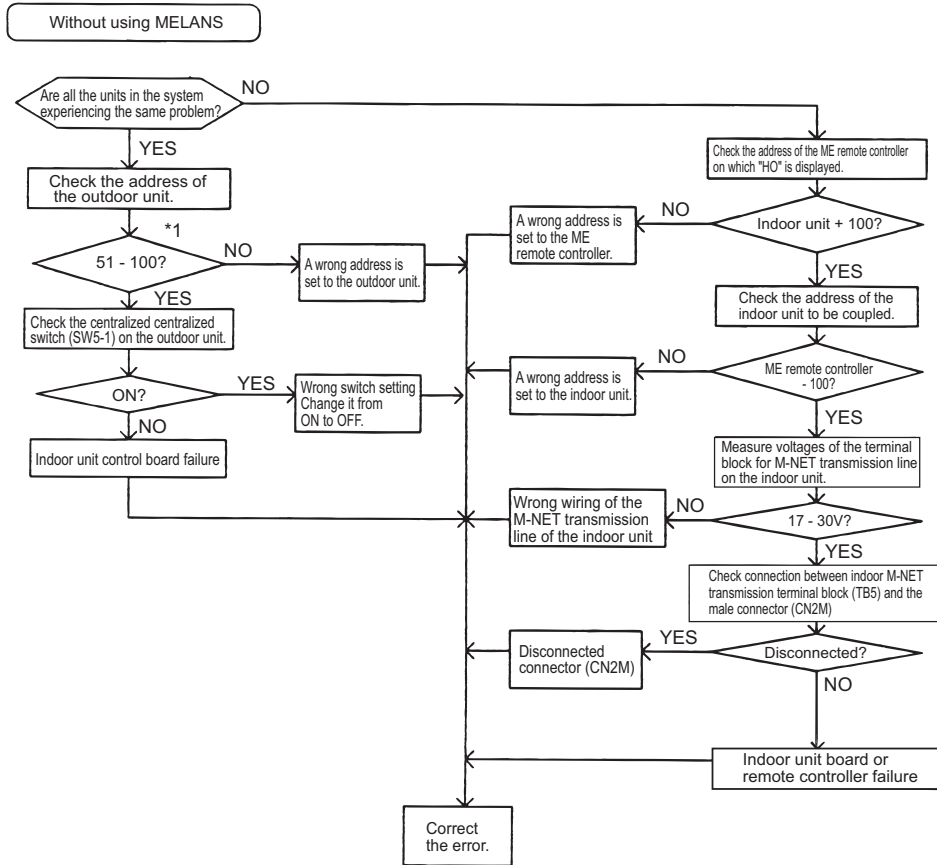 Without using MELANS
Are all the units in the system
experiencing the same problem?
NO
YES
Check the address of
the outdoor unit.
*1
51 - 100?
NO
A wrong address is
set to the outdoor unit.
YES
Check the centralized centralized
switch (SW5-1) on the outdoor unit.
ON?
YES
Wrong switch setting
Change it from
ON to OFF.
NO
Indoor unit control board failure
Check the address of the ME remote controller
on which "HO" is displayed.
Indoor unit + 100?
NO
A wrong address is
set to the ME
remote controller.
YES
Check the address of the
indoor unit to be coupled.
ME remote controller
- 100?
NO
A wrong address is
set to the indoor unit.
YES
Measure voltages of the terminal
block for M-NET transmission line
on the indoor unit.
17 - 30V?
NO
Wrong wiring of the
M-NET transmission
line of the indoor unit
YES
Check connection between indoor M-NET
transmission terminal block (TB5) and the
male connector (CN2M)
Disconnected?
YES
Disconnected
connector (CN2M)
NO
Indoor unit board or
remote controller failure
Correct
the error.